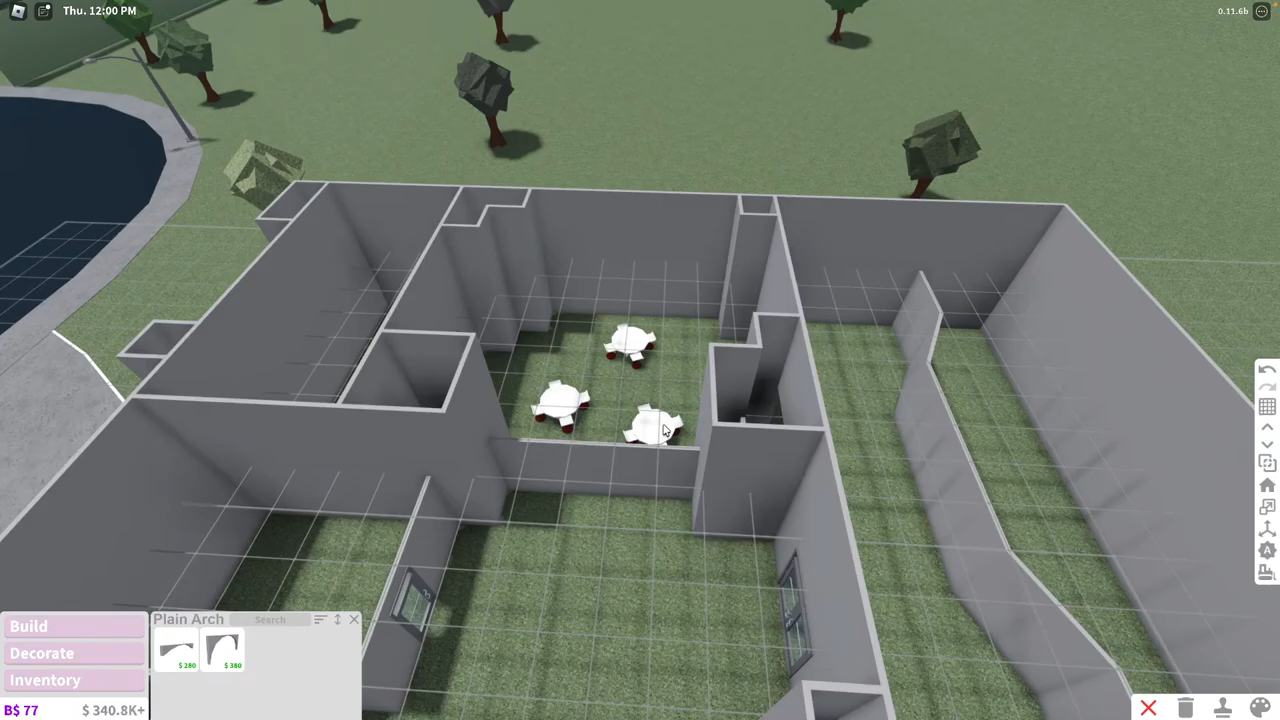 Thu. 12:00 PM
0.11.6b
Build
Decorate
Inventory
B$ 77
$ 340.8K+
Plain Arch
Search
$ 280
$ 380